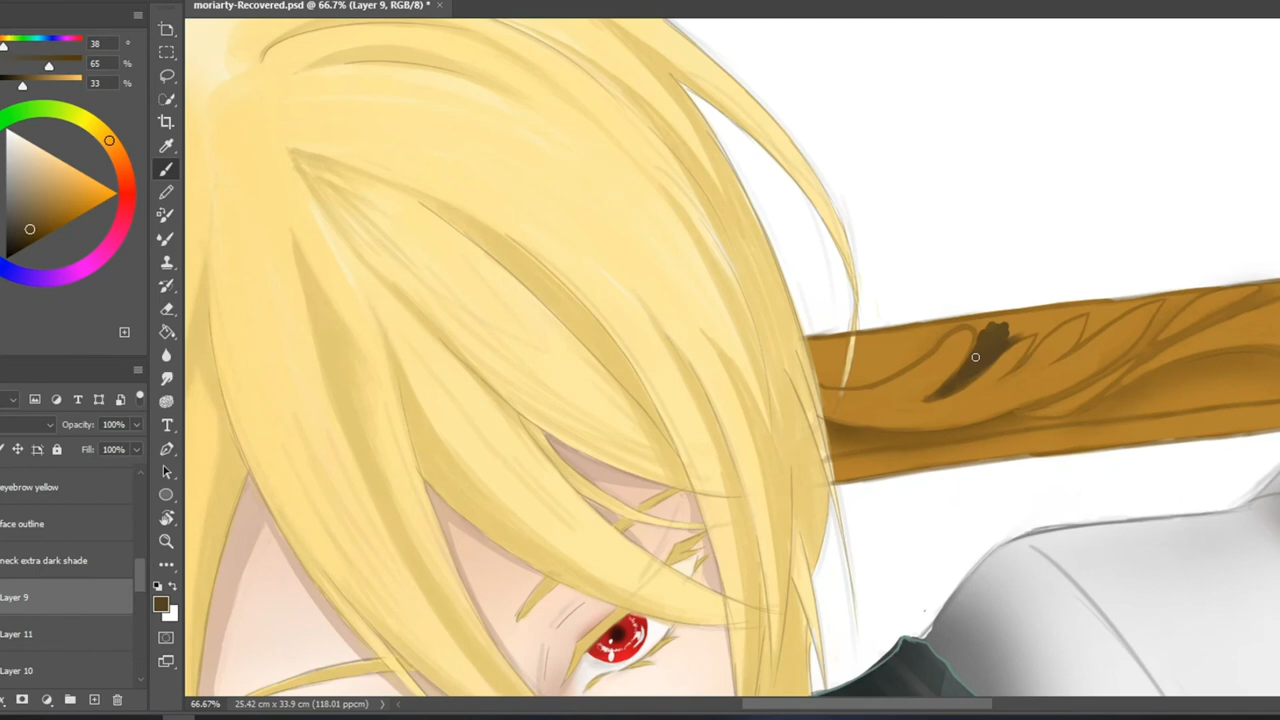 moriarty-Recovered.psd @ 66.7% (Layer 9, RGB/8) *
38 °
65 %
33 %
Opacity: 100%
Fill: 100%
eyebrow yellow
face outline
neck extra dark shade
Layer 9
Layer 11
Layer 10
66.67% 25.42 cm x 33.9 cm (118.01 ppcm)